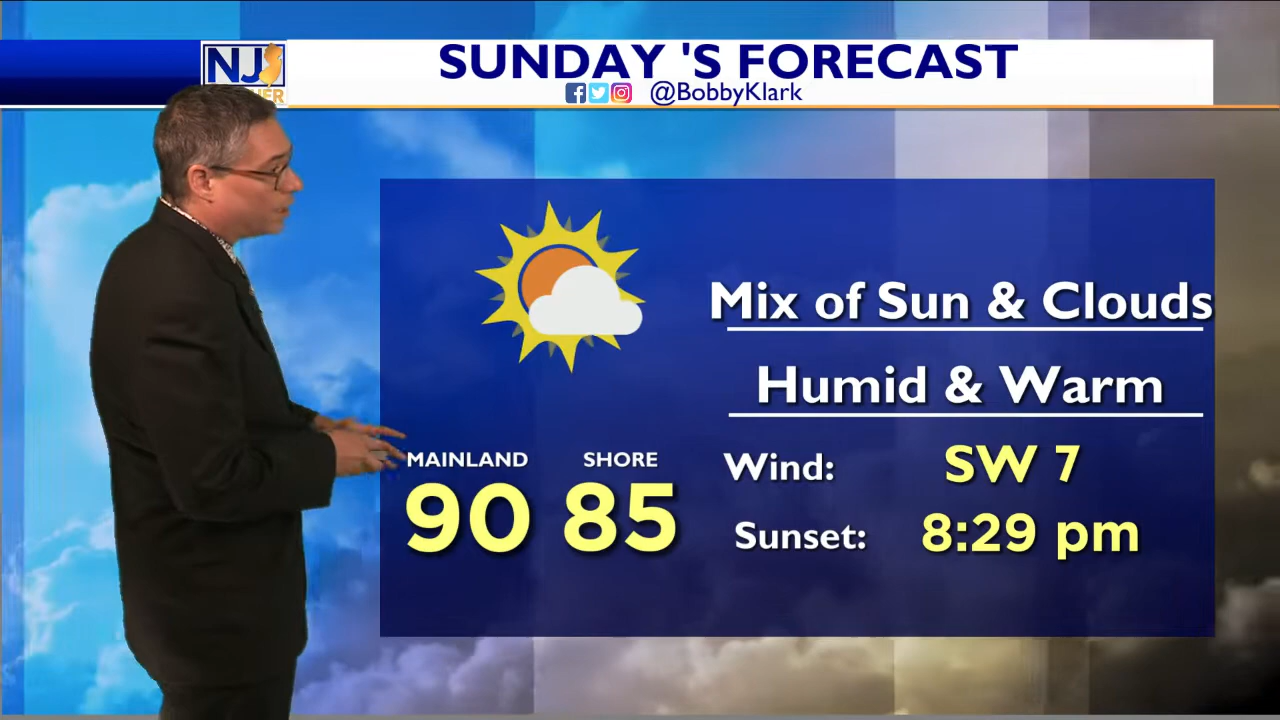 NJ
SUNDAY 'S FORECAST
@BobbyKlark
Mix of Sun & Clouds
Humid & Warm
MAINLAND SHORE
90 85
Wind: SW 7
Sunset: 8:29 pm